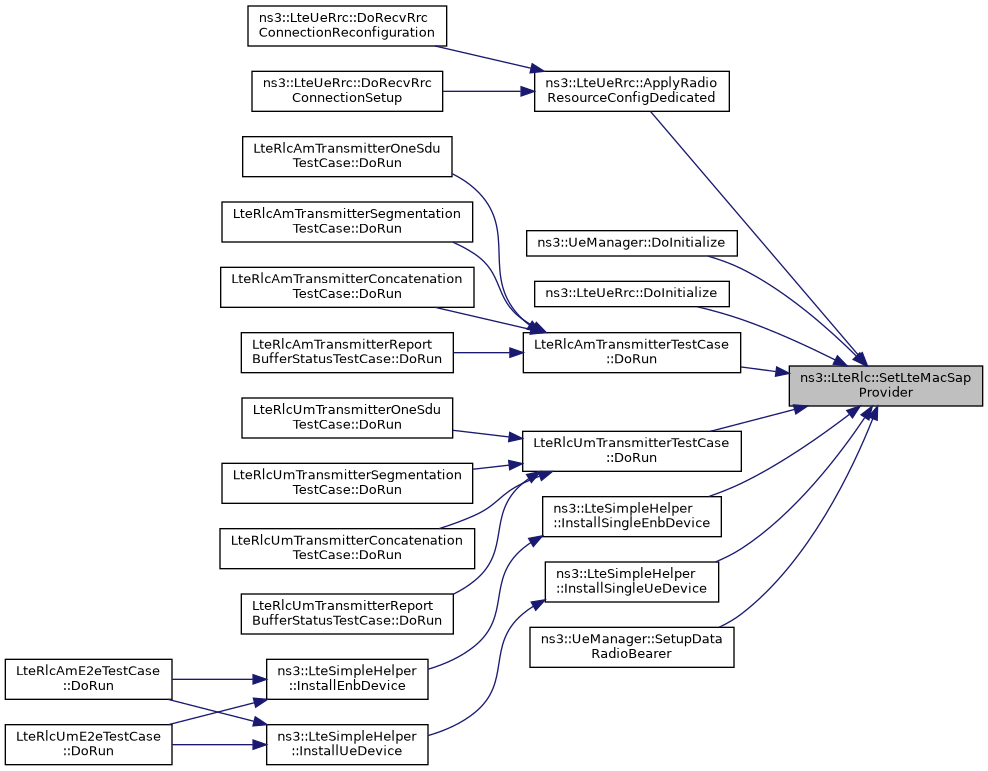 ns3::LteUeRrc::DoRecvRrc
ConnectionReconfiguration
ns3::LteUeRrc::DoRecvRrc
ConnectionSetup
ns3::LteUeRrc::ApplyRadio
ResourceConfigDedicated
LteRlcAmTransmitterOneSdu
TestCase::DoRun
LteRlcAmTransmitterSegmentation
TestCase::DoRun
ns3::UeManager::DoInitialize
LteRlcAmTransmitterConcatenation
TestCase::DoRun
ns3::LteUeRrc::DoInitialize
LteRlcAmTransmitterReport
BufferStatusTestCase::DoRun
LteRlcAmTransmitterTestCase
::DoRun
ns3::LteRlc::SetLteMacSap
Provider
LteRlcUmTransmitterOneSdu
TestCase::DoRun
LteRlcUmTransmitterTestCase
::DoRun
LteRlcUmTransmitterSegmentation
TestCase::DoRun
ns3::LteSimpleHelper
::InstallSingleEnbDevice
LteRlcUmTransmitterConcatenation
TestCase::DoRun
ns3::LteSimpleHelper
::InstallSingleUeDevice
LteRlcUmTransmitterReport
BufferStatusTestCase::DoRun
ns3::UeManager::SetupData
RadioBearer
LteRlcAmE2eTestCase
::DoRun
ns3::LteSimpleHelper
::InstallEnbDevice
LteRlcUmE2eTestCase
::DoRun
ns3::LteSimpleHelper
::InstallUeDevice